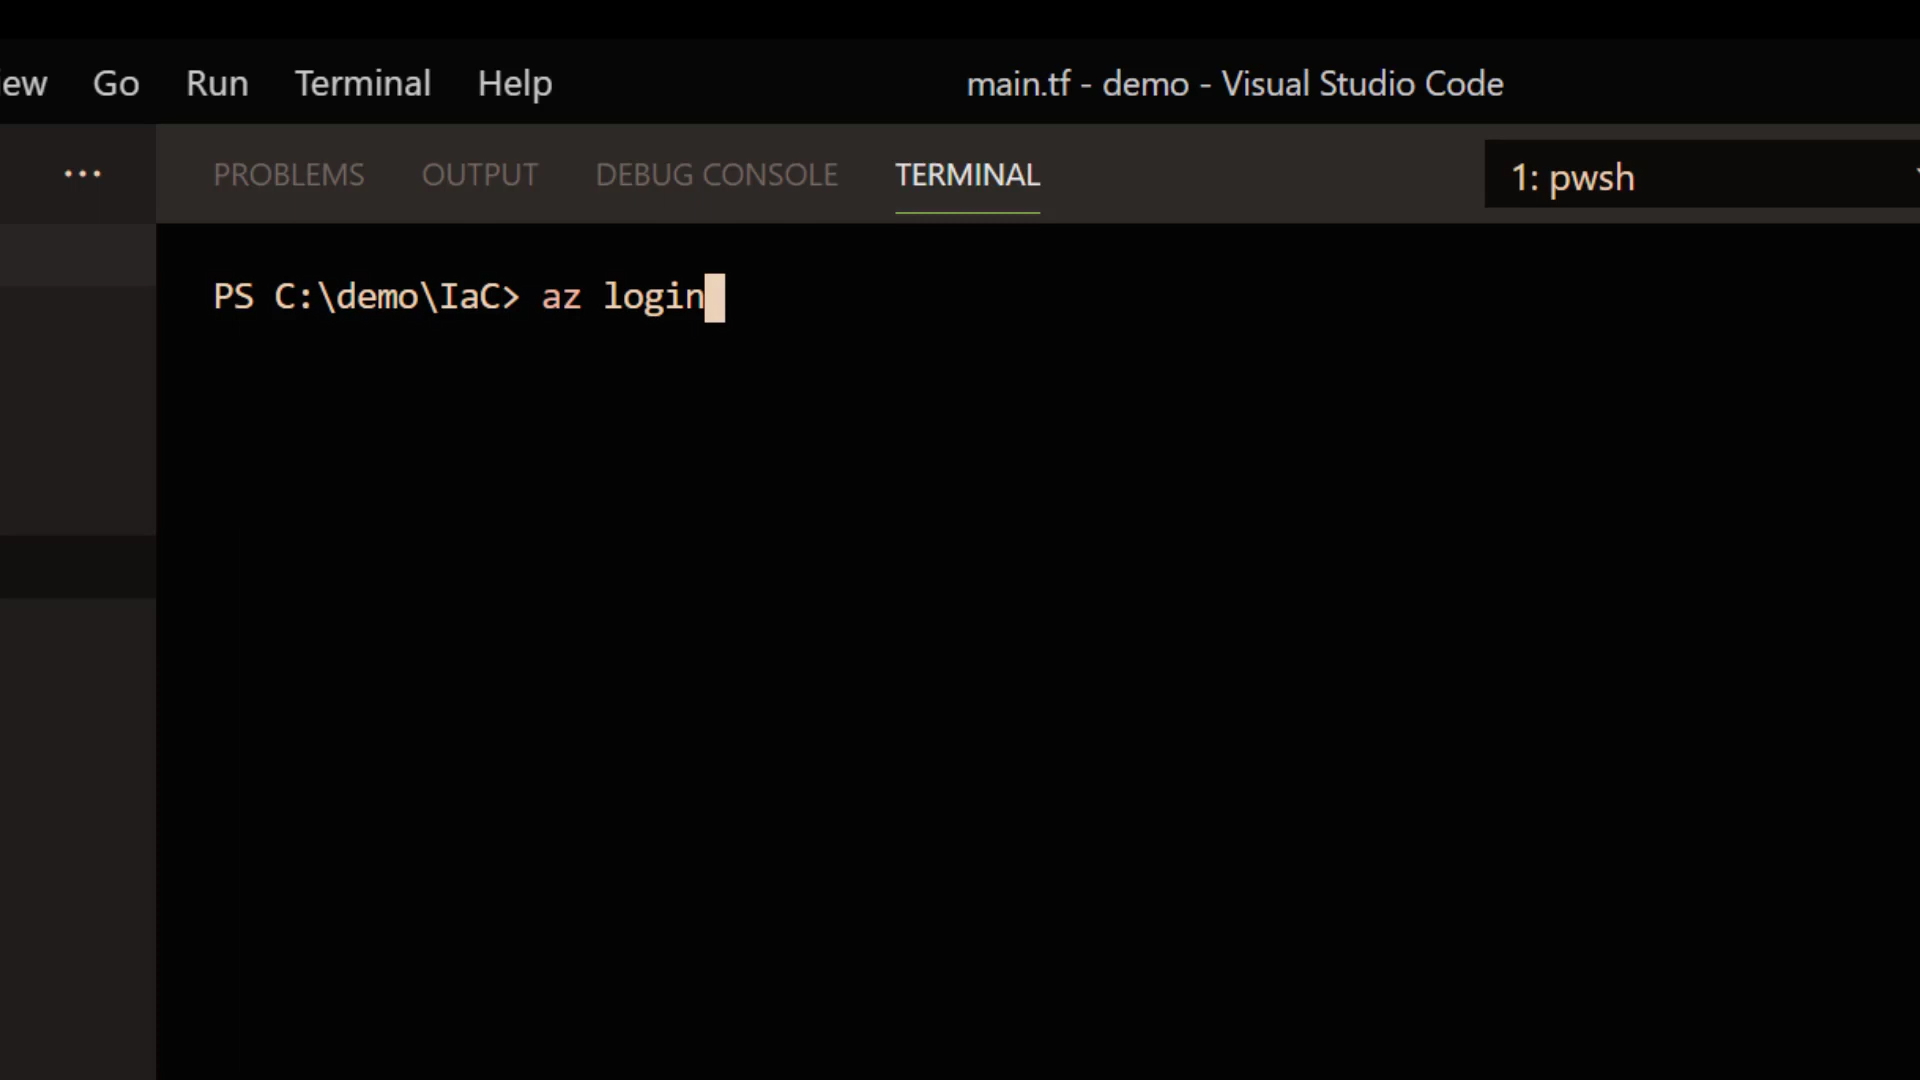 ew Go Run Terminal Help main.tf - demo - Visual Studio Code
... PROBLEMS OUTPUT DEBUG CONSOLE TERMINAL 1: pwsh
PS C:\demo\IaC> az login